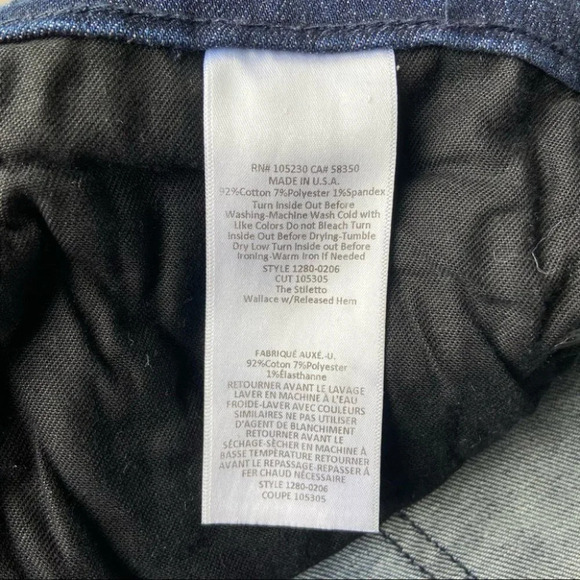 RN# 105230 CA# 58350
MADE IN U.S.A.
92%Cotton 7%Polyester 1%Spandex
Turn Inside Out Before
Washing-Machine Wash Cold with
Like Colors Do not Bleach Turn
Inside Out Before Drying-Tumble
Dry Low Turn Inside out Before
Ironing-Warm Iron If Needed
STYLE 1280-0206
CUT 105305
The Stiletto
Wallace w/Released Hem
FABRIQUÉ AUXÉ.-U.
92%Coton 7%Polyester
1%Élasthanne
RETOURNER AVANT LE LAVAGE
LAVER EN MACHINE À L'EAU
FROIDE-LAVER AVEC COULEURS
SIMILAIRES NE PAS UTILISER
D'AGENT DE BLANCHIMENT
RETOURNER AVANT LE
SÉCHAGE-SÉCHER EN MACHINE À
BASSE TEMPÉRATURE RETOURNER
AVANT LE REPASSAGE-REPASSER À
FER CHAUD NÉCESSAIRE
STYLE 1280-0206
COUPE 105305